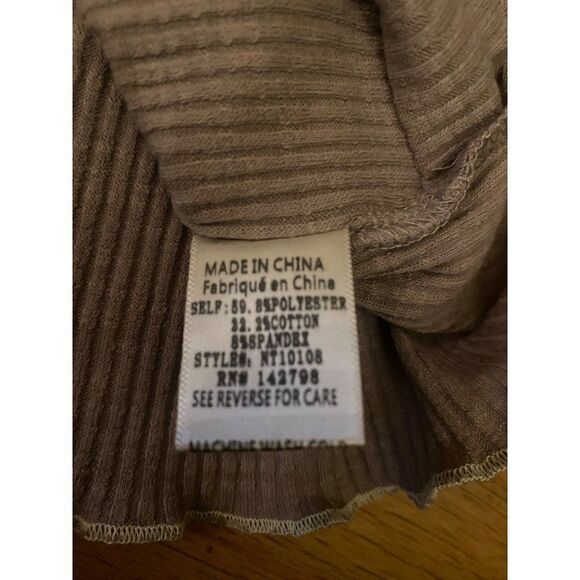 MADE IN CHINA
Fabriqué en China
SELF:59.8%POLYESTER
32.2%COTTON
8%SPANDEX
STYLE#: NT10108
RN# 142798
SEE REVERSE FOR CARE
MACHINE WASH COLD